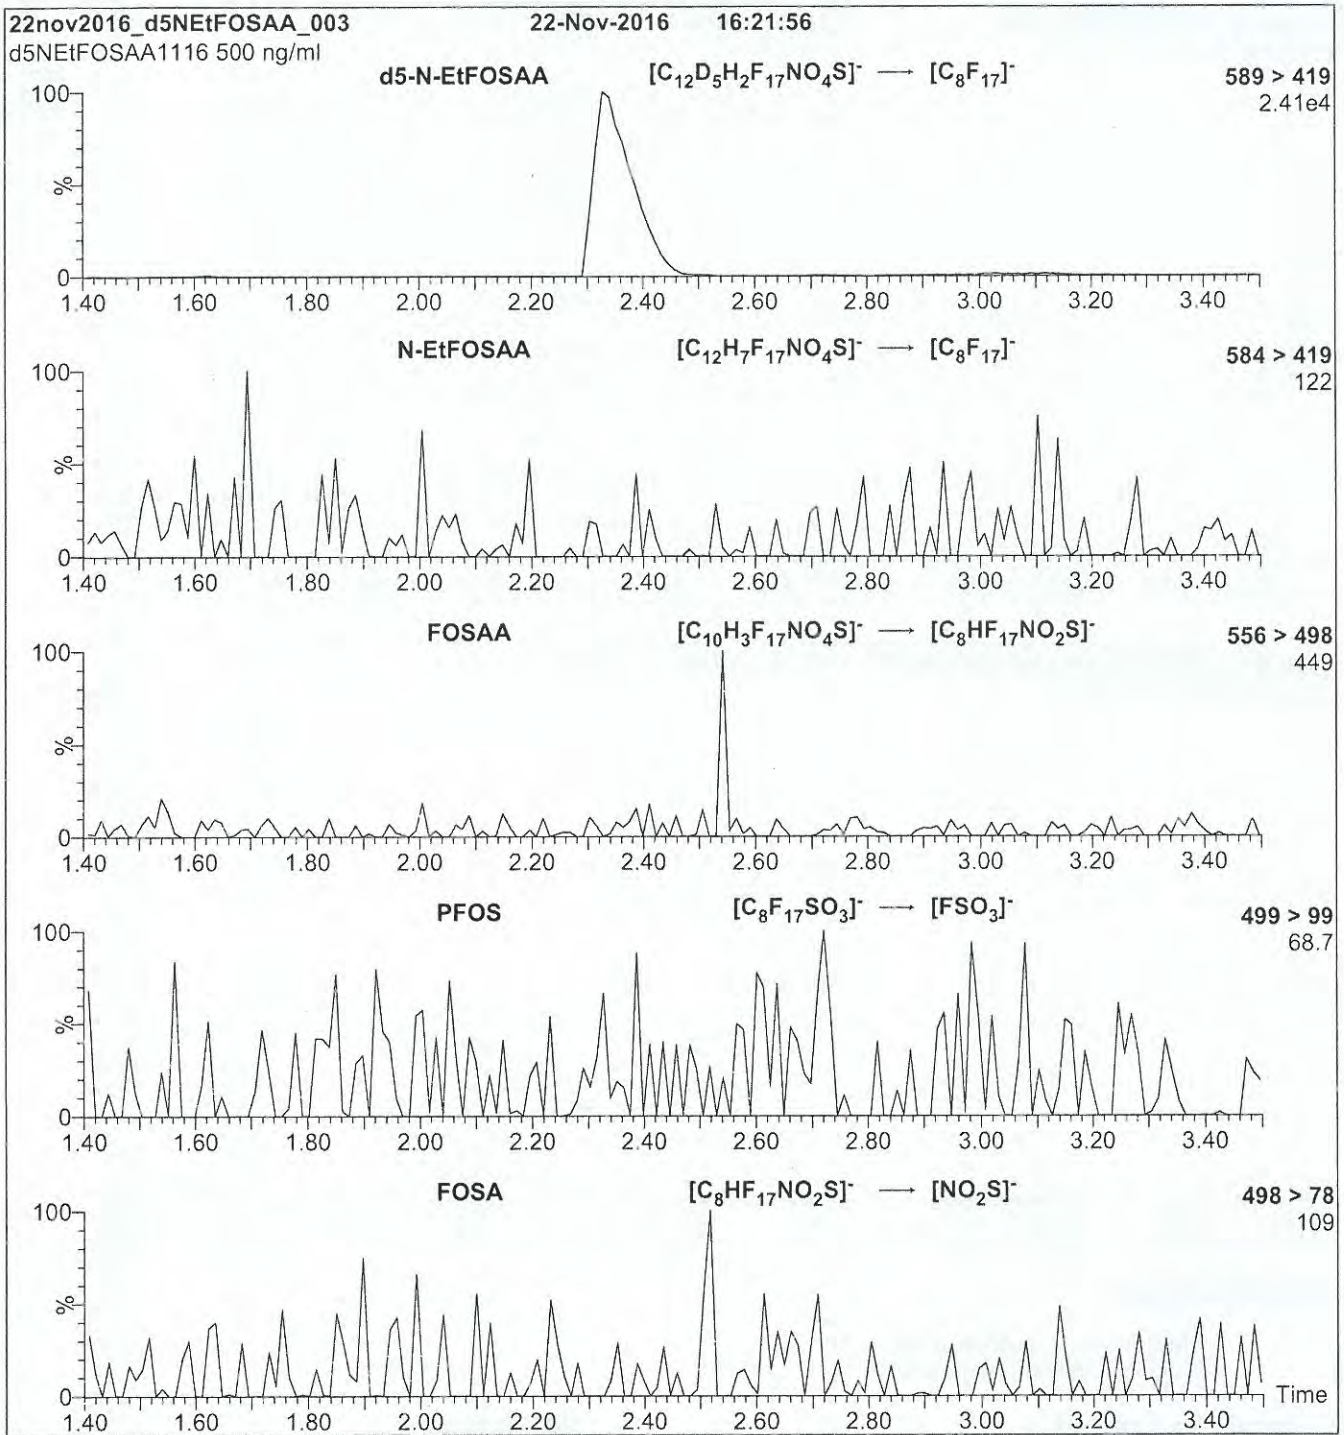 22nov2016_d5NEtFOSAA_003 22-Nov-2016 16:21:56
d5NEtFOSAA1116 500 ng/ml
d5-N-EtFOSAA [C₁₂D₅H₂F₁₇NO₄S]⁻ → [C₈F₁₇]⁻ 589 > 419
2.41e4
100
%
0
1.40 1.60 1.80 2.00 2.20 2.40 2.60 2.80 3.00 3.20 3.40
N-EtFOSAA [C₁₂H₇F₁₇NO₄S]⁻ → [C₈F₁₇]⁻ 584 > 419
122
100
%
0
1.40 1.60 1.80 2.00 2.20 2.40 2.60 2.80 3.00 3.20 3.40
FOSAA [C₁₀H₃F₁₇NO₄S]⁻ → [C₈HF₁₇NO₂S]⁻ 556 > 498
449
100
%
0
1.40 1.60 1.80 2.00 2.20 2.40 2.60 2.80 3.00 3.20 3.40
PFOS [C₈F₁₇SO₃]⁻ → [FSO₃]⁻ 499 > 99
68.7
100
%
0
1.40 1.60 1.80 2.00 2.20 2.40 2.60 2.80 3.00 3.20 3.40
FOSA [C₈HF₁₇NO₂S]⁻ → [NO₂S]⁻ 498 > 78
109
100
%
0
Time
1.40 1.60 1.80 2.00 2.20 2.40 2.60 2.80 3.00 3.20 3.40